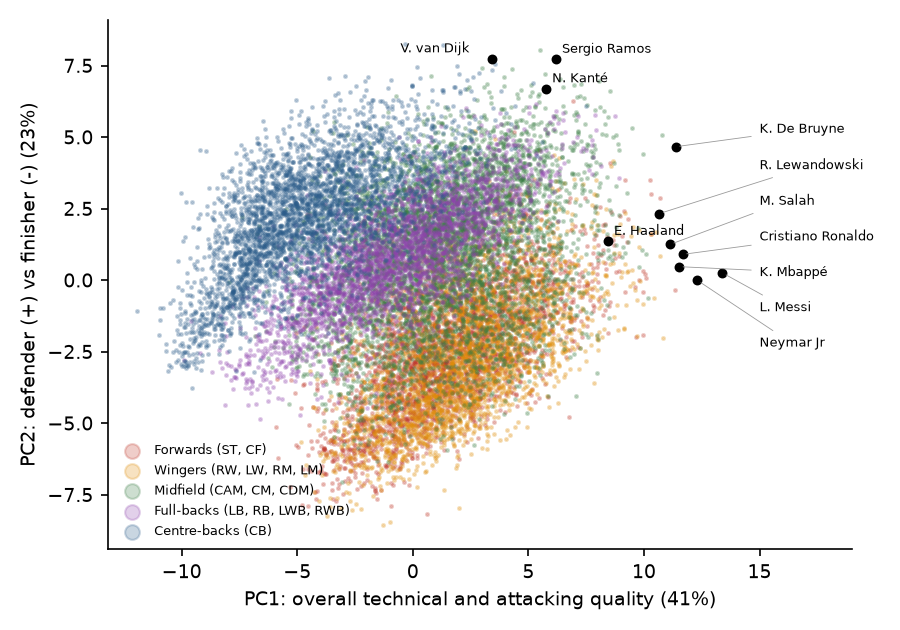 V. van Dijk
Sergio Ramos
N. Kanté
K. De Bruyne
R. Lewandowski
M. Salah
E. Haaland
Cristiano Ronaldo
K. Mbappé
L. Messi
Neymar Jr
7.5
5.0
2.5
0.0
−2.5
−5.0
−7.5
PC2: defender (+) vs finisher (-) (23%)
Forwards (ST, CF)
Wingers (RW, LW, RM, LM)
Midfield (CAM, CM, CDM)
Full-backs (LB, RB, LWB, RWB)
Centre-backs (CB)
−10 −5 0 5 10 15
PC1: overall technical and attacking quality (41%)